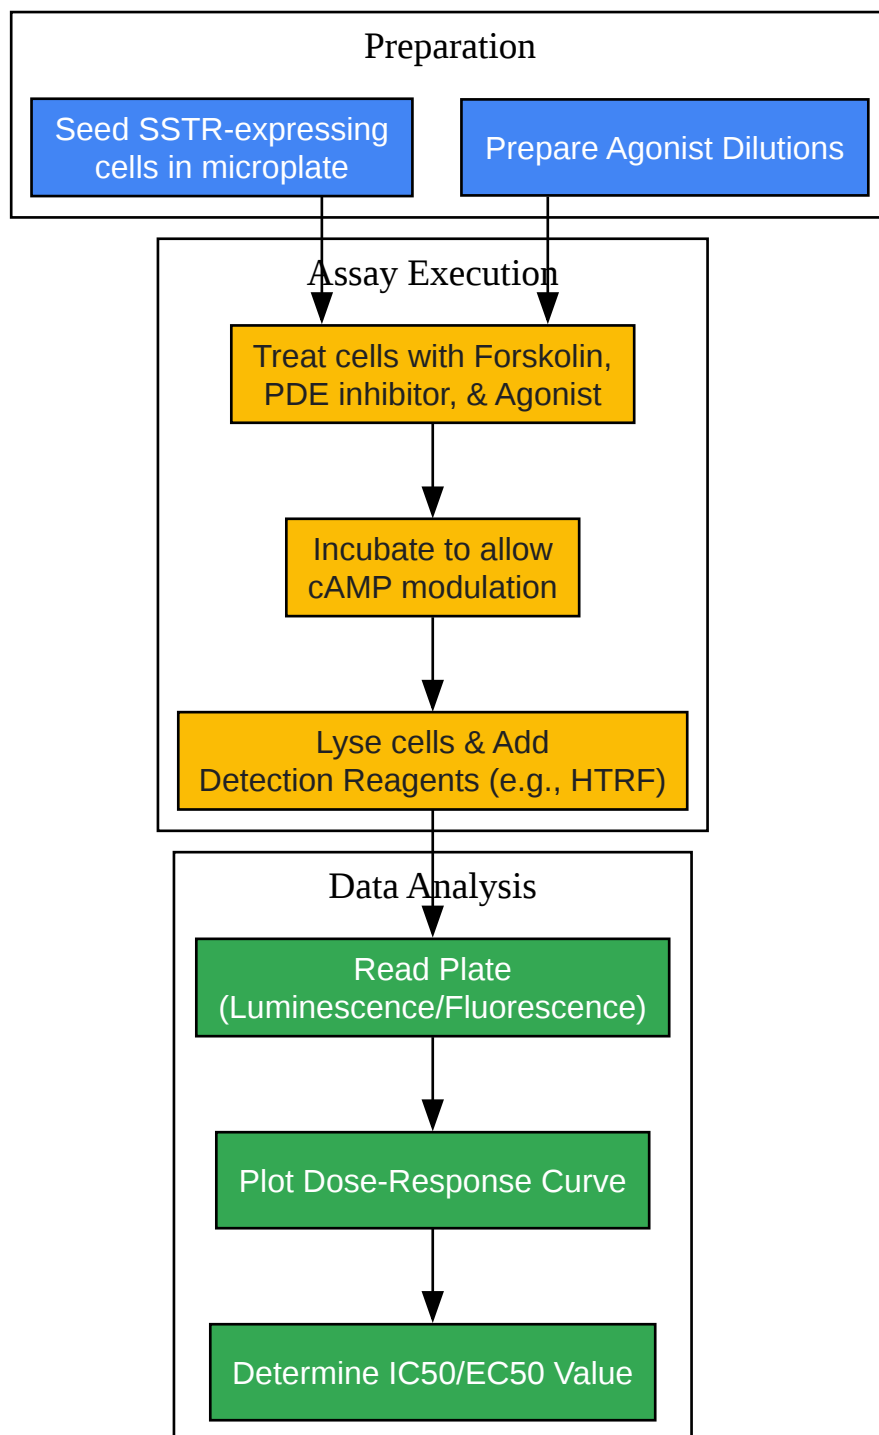 Preparation
Seed SSTR-expressing
cells in microplate
Prepare Agonist Dilutions
Assay Execution
Treat cells with Forskolin,
PDE inhibitor, & Agonist
Incubate to allow
cAMP modulation
Lyse cells & Add
Detection Reagents (e.g., HTRF)
Data Analysis
Read Plate
(Luminescence/Fluorescence)
Plot Dose-Response Curve
Determine IC50/EC50 Value